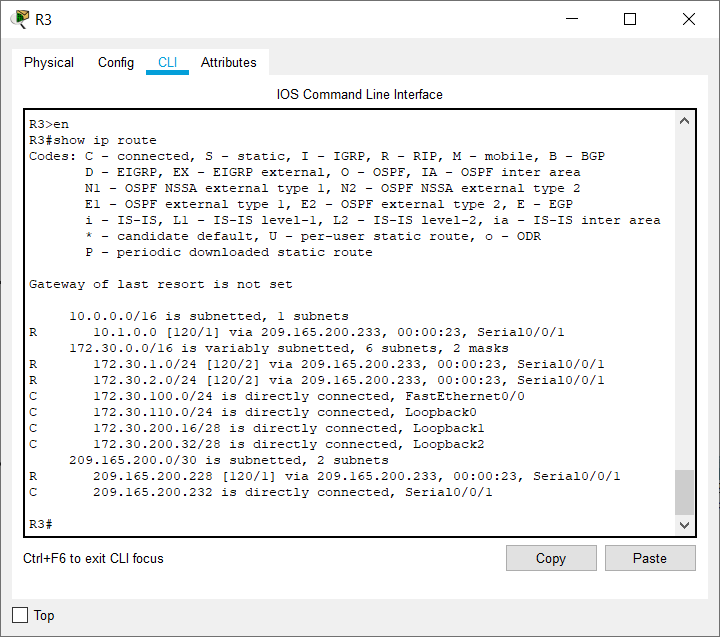 R3
Physical Config CLI Attributes
IOS Command Line Interface
R3>en
R3#show ip route
Codes: C - connected, S - static, I - IGRP, R - RIP, M - mobile, B - BGP
       D - EIGRP, EX - EIGRP external, O - OSPF, IA - OSPF inter area
       N1 - OSPF NSSA external type 1, N2 - OSPF NSSA external type 2
       E1 - OSPF external type 1, E2 - OSPF external type 2, E - EGP
       i - IS-IS, L1 - IS-IS level-1, L2 - IS-IS level-2, ia - IS-IS inter area
       * - candidate default, U - per-user static route, o - ODR
       P - periodic downloaded static route
Gateway of last resort is not set
     10.0.0.0/16 is subnetted, 1 subnets
R       10.1.0.0 [120/1] via 209.165.200.233, 00:00:23, Serial0/0/1
     172.30.0.0/16 is variably subnetted, 6 subnets, 2 masks
R       172.30.1.0/24 [120/2] via 209.165.200.233, 00:00:23, Serial0/0/1
R       172.30.2.0/24 [120/2] via 209.165.200.233, 00:00:23, Serial0/0/1
C       172.30.100.0/24 is directly connected, FastEthernet0/0
C       172.30.110.0/24 is directly connected, Loopback0
C       172.30.200.16/28 is directly connected, Loopback1
C       172.30.200.32/28 is directly connected, Loopback2
     209.165.200.0/30 is subnetted, 2 subnets
R       209.165.200.228 [120/1] via 209.165.200.233, 00:00:23, Serial0/0/1
C       209.165.200.232 is directly connected, Serial0/0/1
R3#
Ctrl+F6 to exit CLI focus
Copy Paste
Top